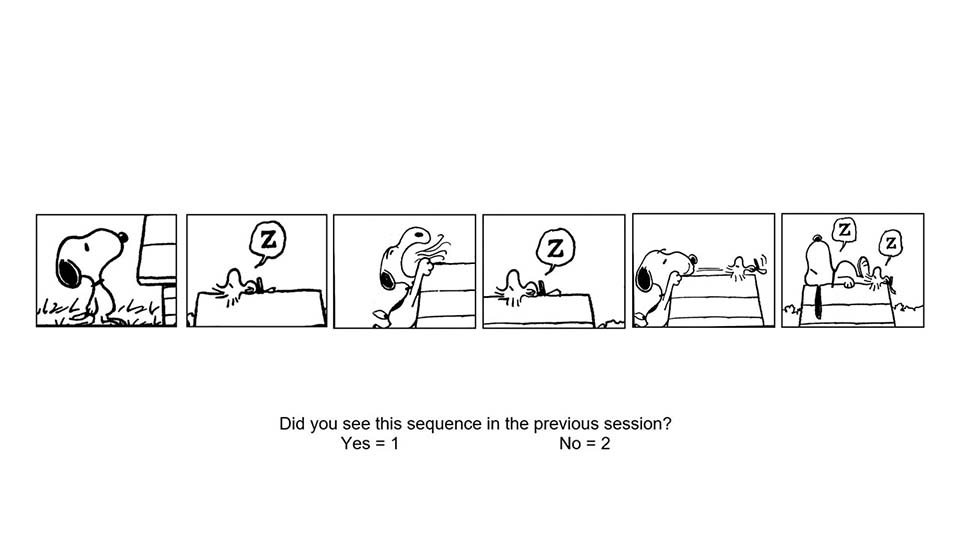 Z
Z
Z
Z
Did you see this sequence in the previous session?
Yes = 1 No = 2